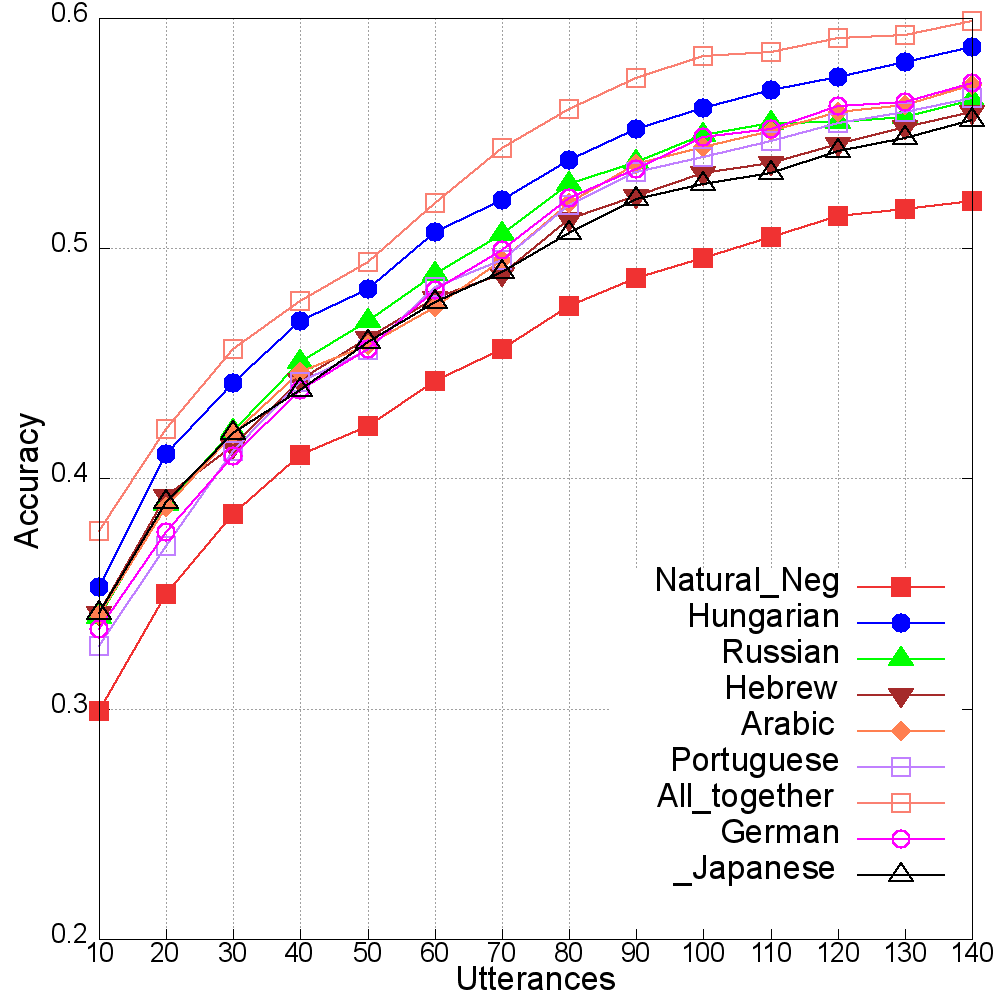 0.6
0.5
0.4
0.3
0.2
Accuracy
Natural_Neg
Hungarian
Russian
Hebrew
Arabic
Portuguese
All_together
German
_Japanese
10 20 30 40 50 60 70 80 90 100 110 120 130 140
Utterances